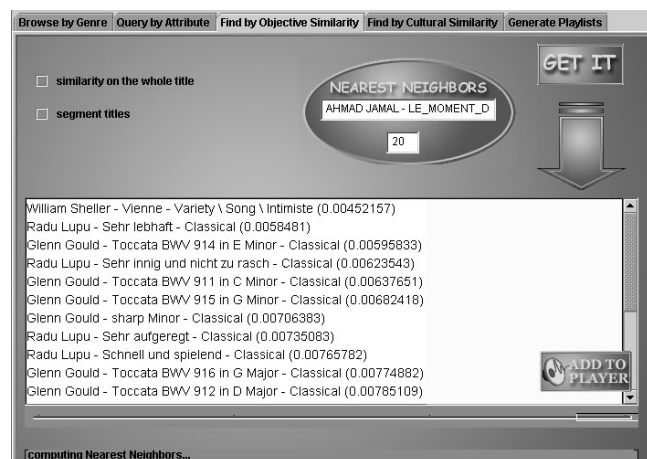 Browse by Genre Query by Attribute Find by Objective Similarity Find by Cultural Similarity Generate Playlists
similarity on the whole title
segment titles
NEAREST NEIGHBORS
AHMAD JAMAL - LE_MOMENT_D
20
GET IT
William Sheller - Vienne - Variety \ Song \ Intimiste (0.00452157)
Radu Lupu - Sehr lebhaft - Classical (0.0058481)
Glenn Gould - Toccata BWV 914 in E Minor - Classical (0.00595833)
Radu Lupu - Sehr innig und nicht zu rasch - Classical (0.00623543)
Glenn Gould - Toccata BWV 911 in C Minor - Classical (0.00637651)
Glenn Gould - Toccata BWV 915 in G Minor - Classical (0.00682418)
Glenn Gould - sharp Minor - Classical (0.00706383)
Radu Lupu - Sehr aufgeregt - Classical (0.00735083)
Radu Lupu - Schnell und spielend - Classical (0.00765782)
Glenn Gould - Toccata BWV 916 in G Major - Classical (0.00774882)
Glenn Gould - Toccata BWV 912 in D Major - Classical (0.00785109)
ADD TO
PLAYER
computing Nearest Neighbors...